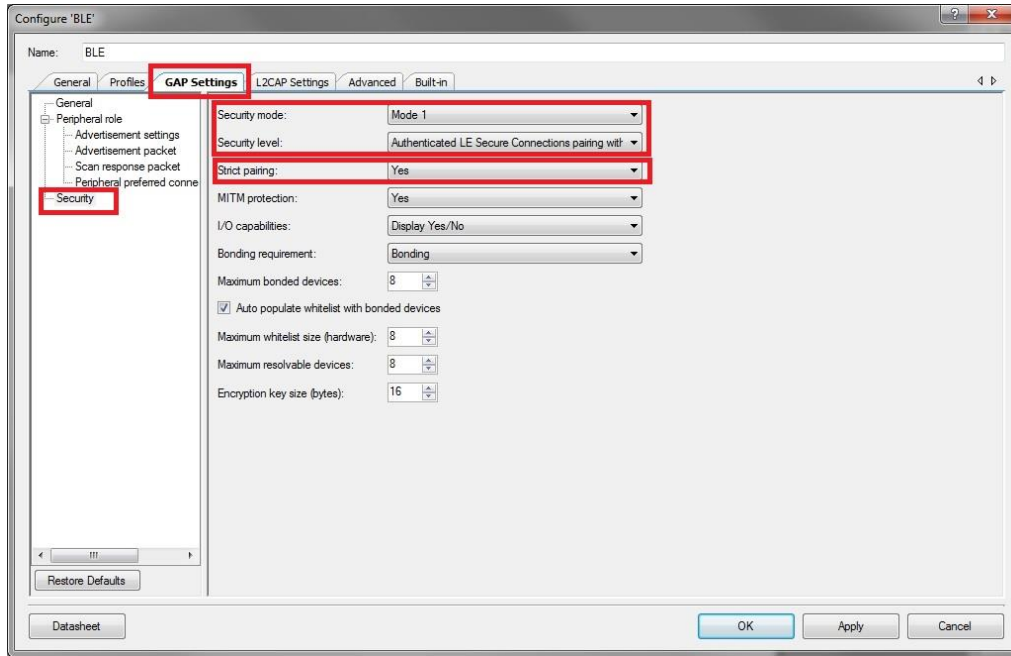 Configure 'BLE'
Name: BLE
General Profiles GAP Settings L2CAP Settings Advanced Built-in
General
Peripheral role
Advertisement settings
Advertisement packet
Scan response packet
Peripheral preferred conne
Security
Security mode: Mode 1
Security level: Authenticated LE Secure Connections pairing with
Strict pairing: Yes
MITM protection: Yes
I/O capabilities: Display Yes/No
Bonding requirement: Bonding
Maximum bonded devices: 8
Auto populate whitelist with bonded devices
Maximum whitelist size (hardware): 8
Maximum resolvable devices: 8
Encryption key size (bytes): 16
Restore Defaults
Datasheet OK Apply Cancel